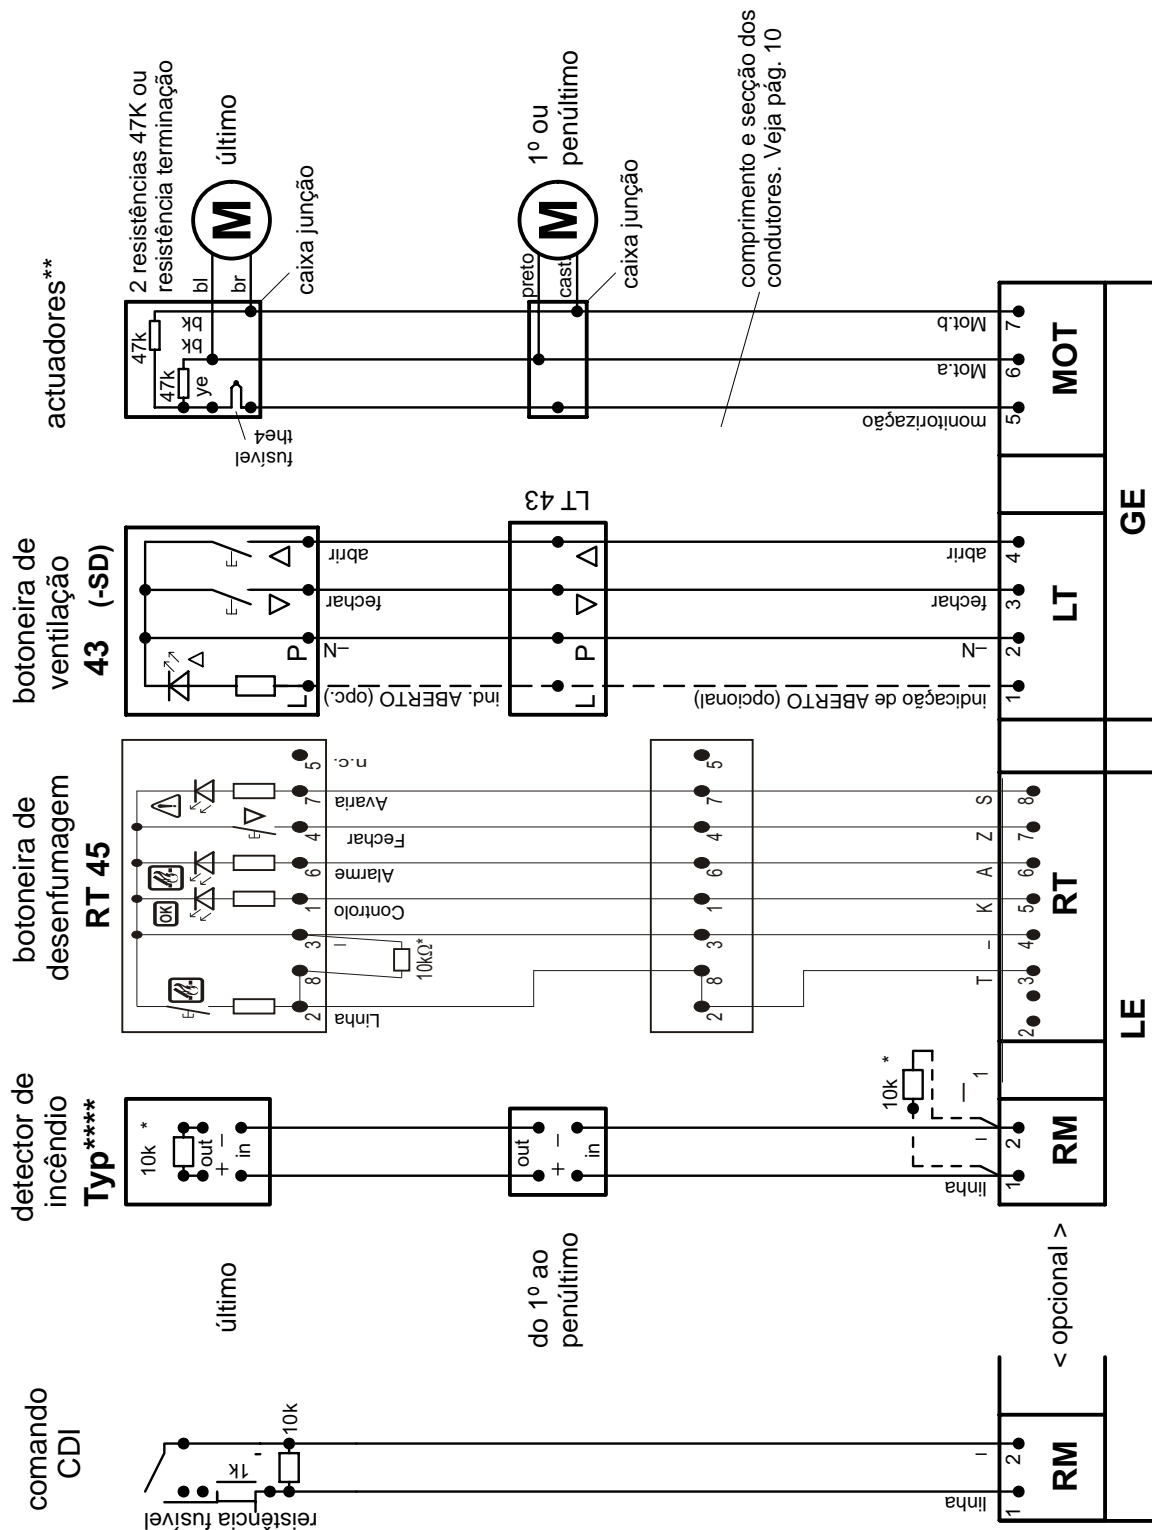 comando
CDI
detector de
incêndio
Typ****
botoneira de
desenfumagem
RT 45
botoneira de
ventilação
43 (-SD)
actuadores**
reistência fusível
1k
10k
último
10k *
out
+ –
in
Linha
2
8
3
–
10kΩ*
1
Controlo
6
Alarme
4
Fechar
7
Avaria
5
n.c.
OK
L
P
ind. ABERTO (opc.)
–N
fechar
abrir
47k
47k
bk
bk
ye
fusível
the4
bl
br
2 resistências 47K ou
resistência terminação
último
M
caixa junção
do 1º ao
penúltimo
out
+ –
in
2
8
3
1
6
4
7
5
LT 43
L
P
preto
cast.
M
1º ou
penúltimo
caixa junção
comprimento e secção dos
condutores. Veja pág. 10
linha
–
1
2
RM
< opcional >
10k *
linha
–
1
2
RM
– 1
T
–
K
A
Z
S
2
3
4
5
6
7
8
RT
LE
indicação de ABERTO (opcional)
–N
fechar
abrir
1
2
3
4
LT
monitorização
Mot.a
Mot.b
5
6
7
MOT
GE